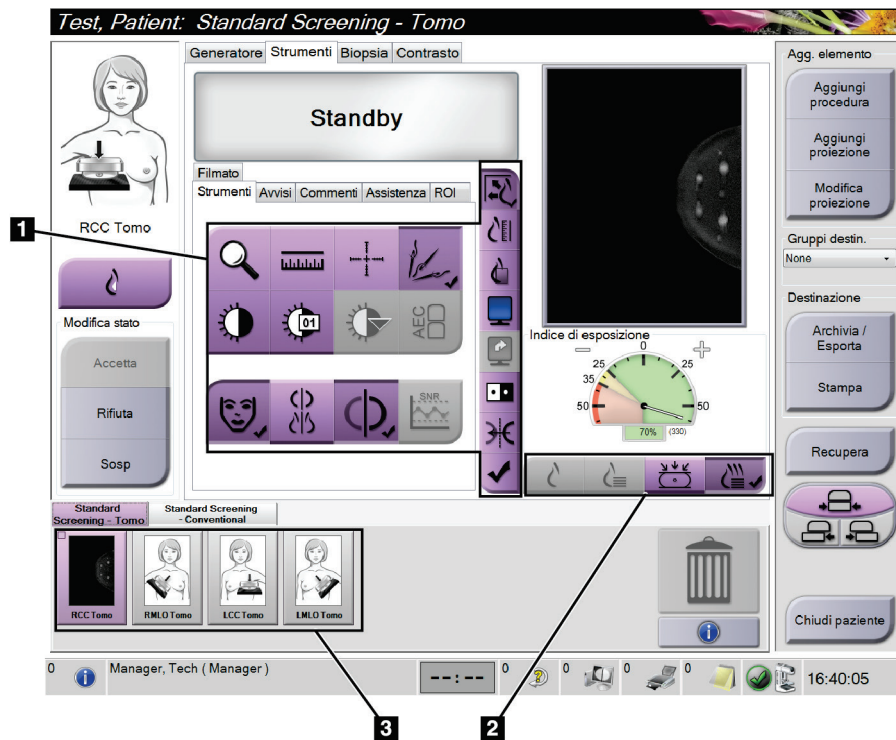 Test, Patient: Standard Screening - Tomo
Generatore Strumenti Biopsia Contrasto
Standby
Filmato
Strumenti Avvisi Commenti Assistenza ROI
RCC Tomo
1
Modifica stato
Accetta
Rifiuta
Sosp
01
AEC
SNR
Indice di esposizione
0
25 25
35
50 50
70% (330)
Agg. elemento
Aggiungi
procedura
Aggiungi
proiezione
Modifica
proiezione
Gruppi destin.
None
Destinazione
Archivia /
Esporta
Stampa
Recupera
Chiudi paziente
Standard
Screening - Tomo
Standard Screening
- Conventional
RCC Tomo
RMLO Tomo
LCC Tomo
LMLO Tomo
0 Manager, Tech ( Manager ) --:-- 0 0 0 0 16:40:05
3 2